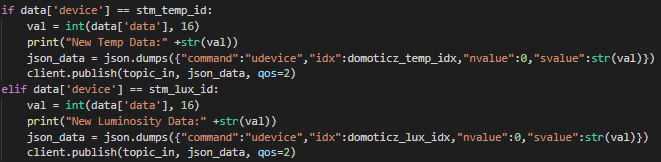 if data['device'] == stm_temp_id:
    val = int(data['data'], 16)
    print("New Temp Data:" +str(val))
    json_data = json.dumps({"command":"udevice","idx":domoticz_temp_idx,"nvalue":0,"svalue":str(val)})
    client.publish(topic_in, json_data, qos=2)
elif data['device'] == stm_lux_id:
    val = int(data['data'], 16)
    print("New Luminosity Data:" +str(val))
    json_data = json.dumps({"command":"udevice","idx":domoticz_lux_idx,"nvalue":0,"svalue":str(val)})
    client.publish(topic_in, json_data, qos=2)